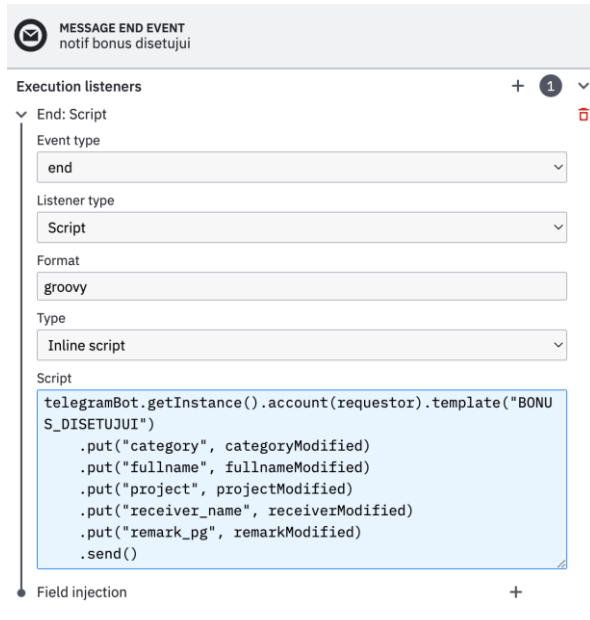 MESSAGE END EVENT
notif bonus disetujui
Execution listeners
1
End: Script
Event type
end
Listener type
Script
Format
groovy
Type
Inline script
Script
telegramBot.getInstance().account(requestor).template("BONU
S_DISETUJUI")
    .put("category", categoryModified)
    .put("fullname", fullnameModified)
    .put("project", projectModified)
    .put("receiver_name", receiverModified)
    .put("remark_pg", remarkModified)
    .send()
Field injection